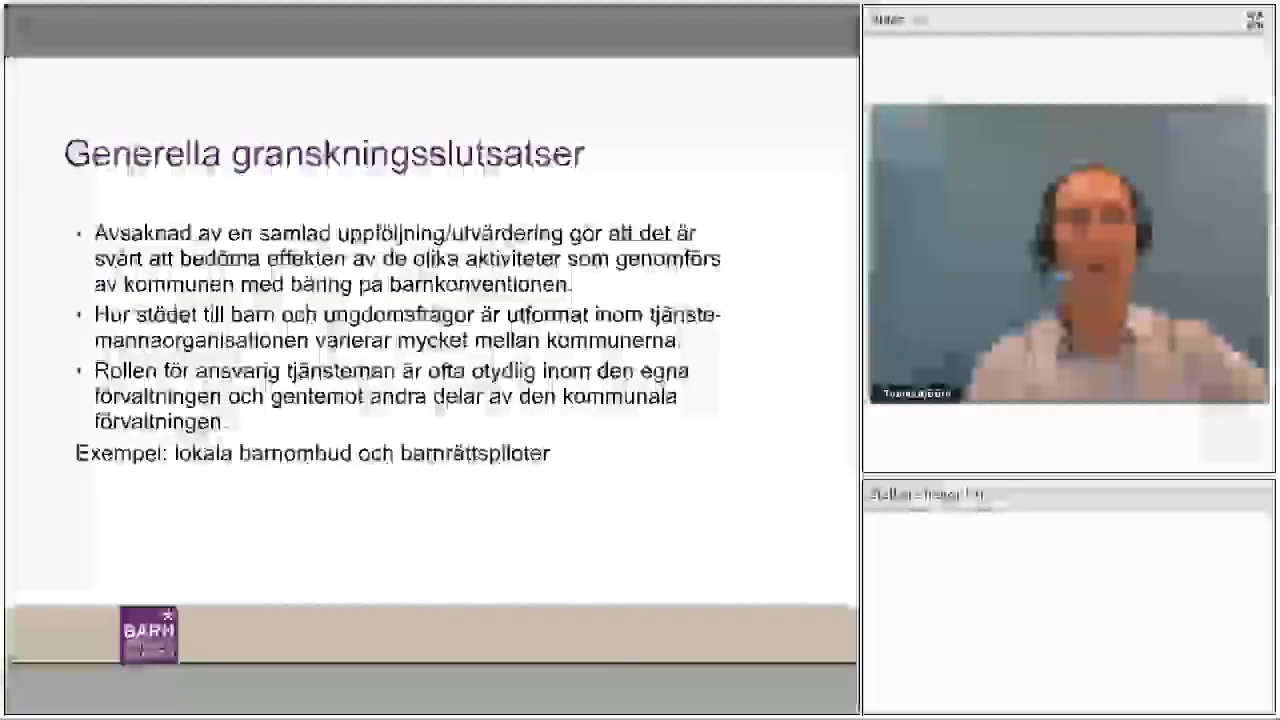 Generella granskningsslutsatser
• Avsaknad av en samlad uppföljning/utvärdering gör att det är
svårt att bedöma effekten av de olika aktiviteter som genomförs
av kommunen med bäring på barnkonventionen.
• Hur stödet till barn och ungdomsfrågor är utformat inom tjänste-
mannaorganisationen varierar mycket mellan kommunerna.
• Rollen för ansvarig tjänsteman är ofta otydlig inom den egna
förvaltningen och gentemot andra delar av den kommunala
förvaltningen.
Exempel: lokala barnombud och barnrättspiloter
BARN